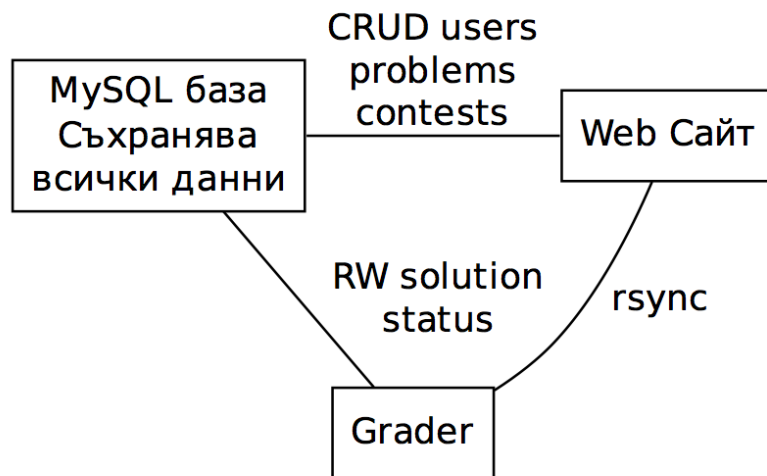 CRUD users
problems
contests
MySQL база
Съхранява
всички данни
Web Сайт
RW solution
status
rsync
Grader